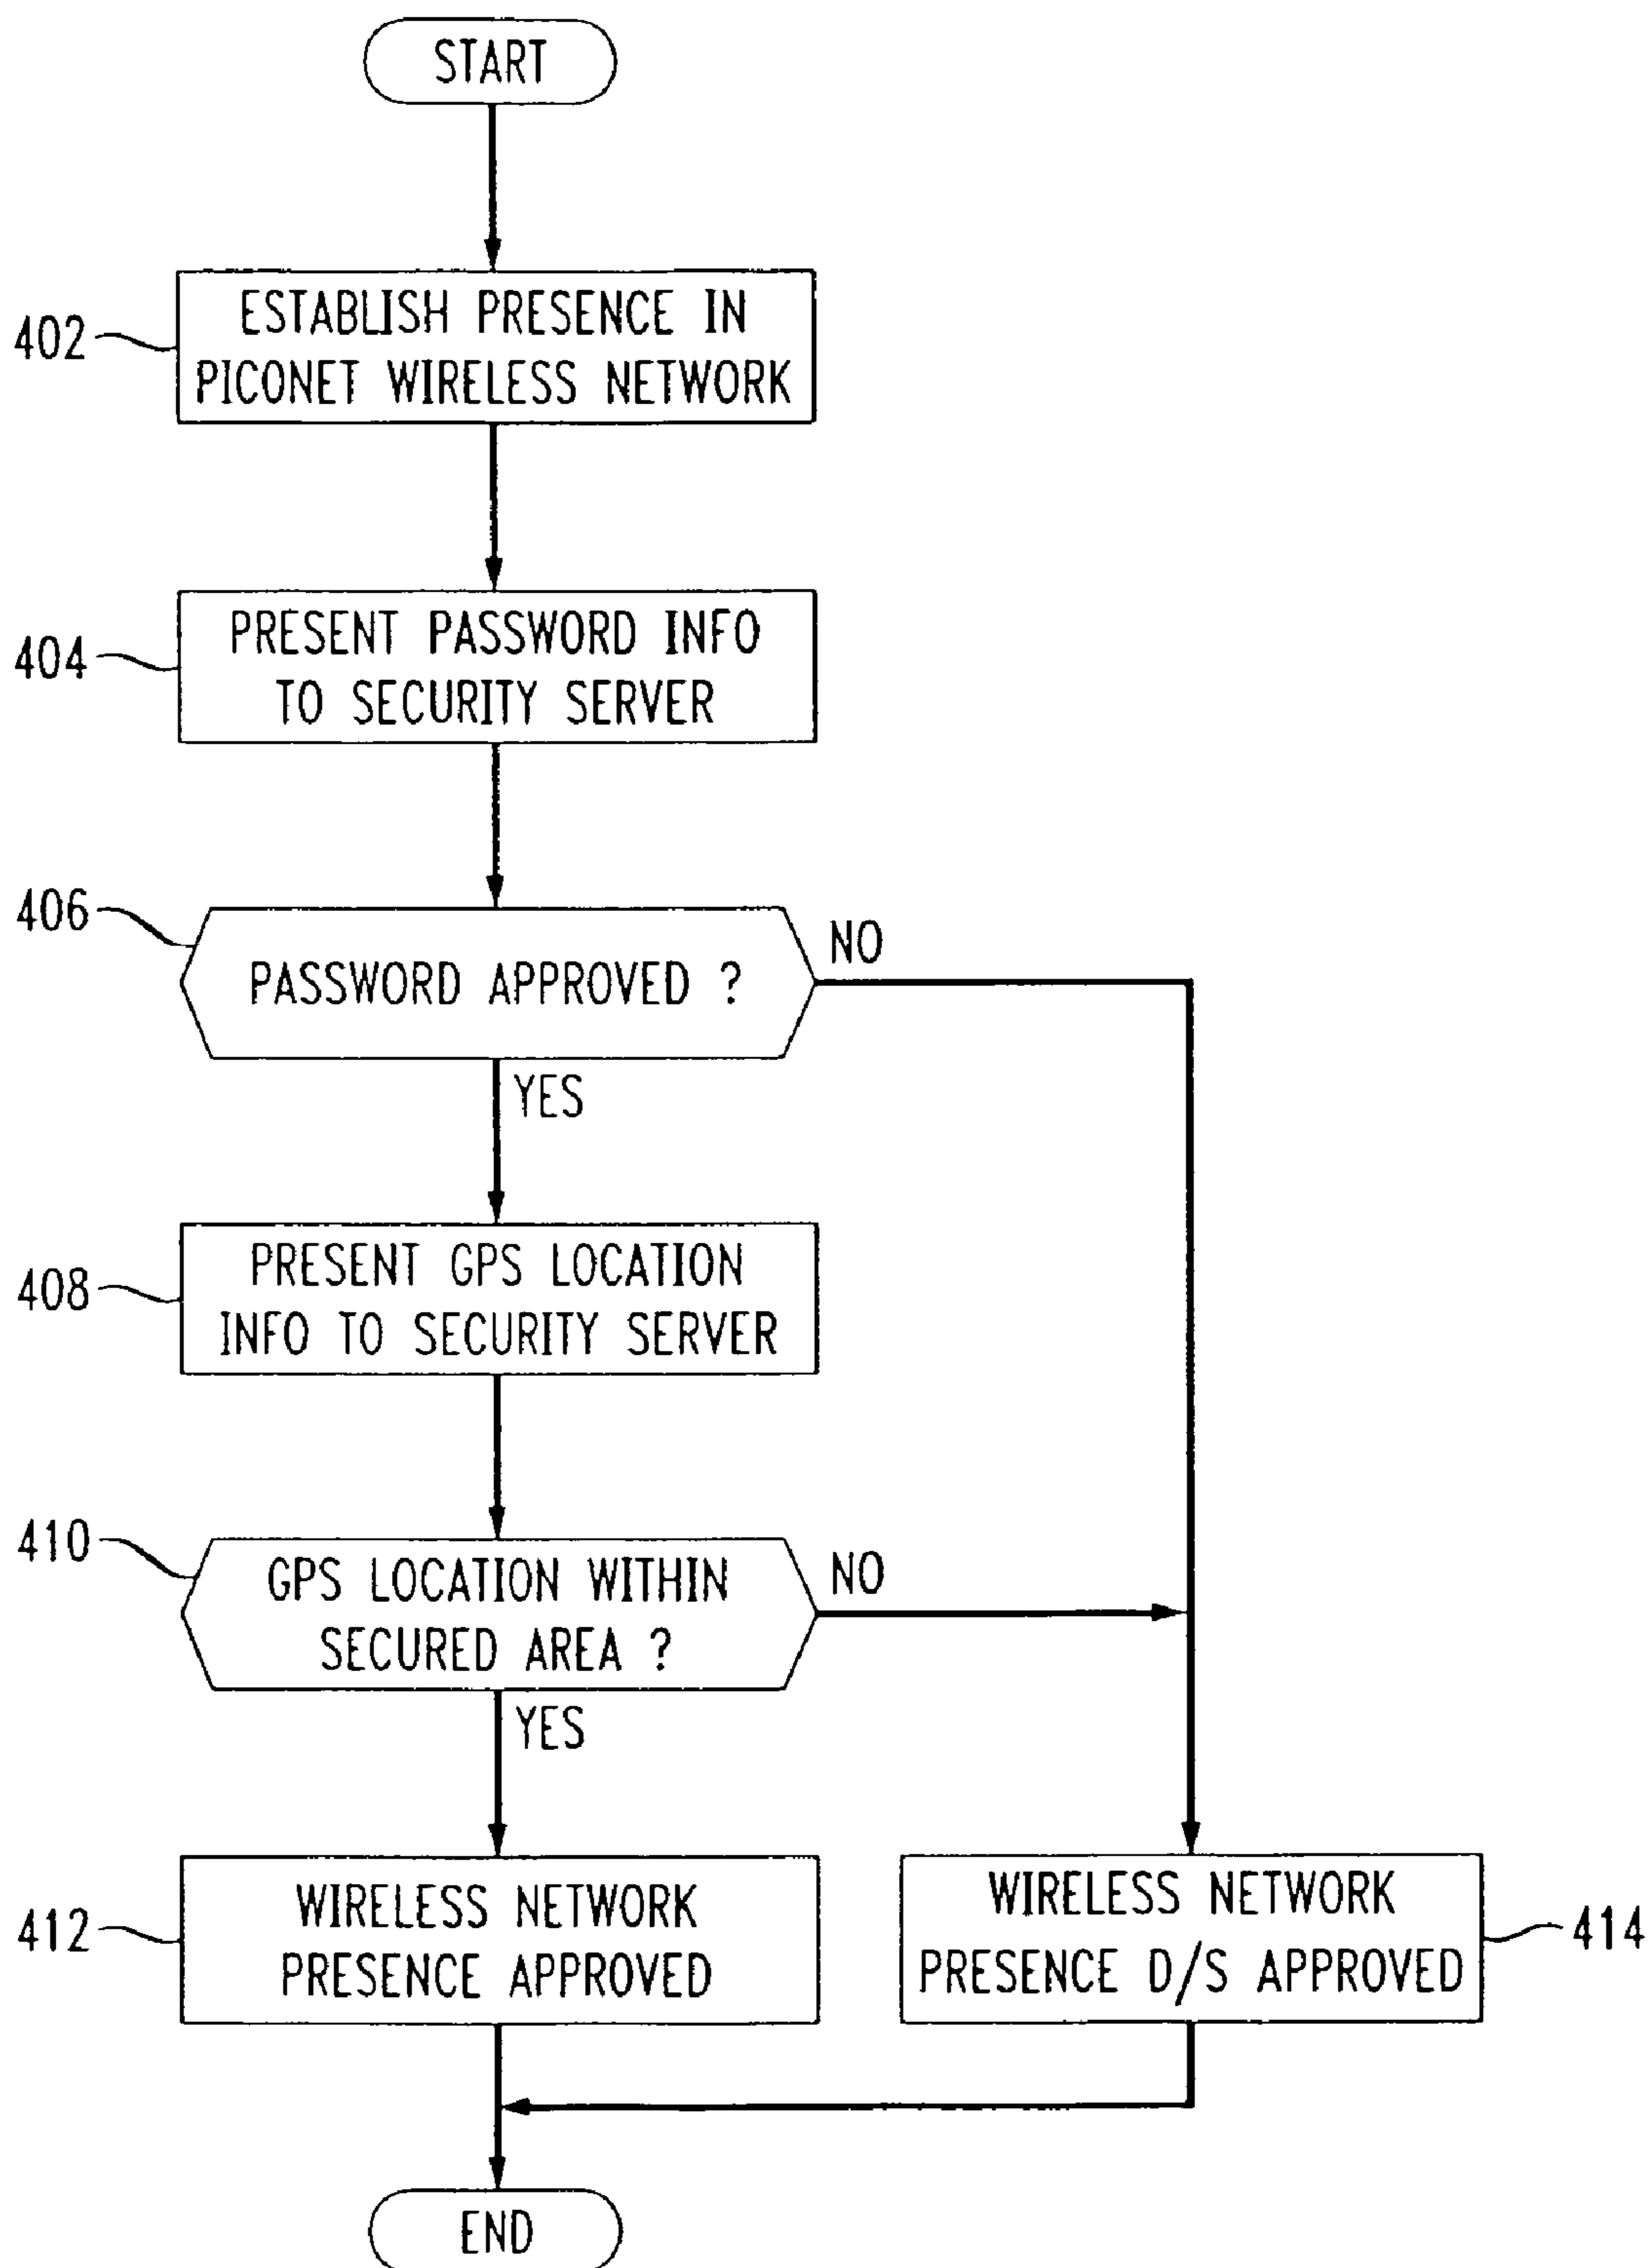 START
402
ESTABLISH PRESENCE IN
PICONET WIRELESS NETWORK
404
PRESENT PASSWORD INFO
TO SECURITY SERVER
406
PASSWORD APPROVED ?
NO
YES
408
PRESENT GPS LOCATION
INFO TO SECURITY SERVER
410
GPS LOCATION WITHIN
SECURED AREA ?
NO
YES
412
WIRELESS NETWORK
PRESENCE APPROVED
WIRELESS NETWORK
PRESENCE D/S APPROVED
414
END